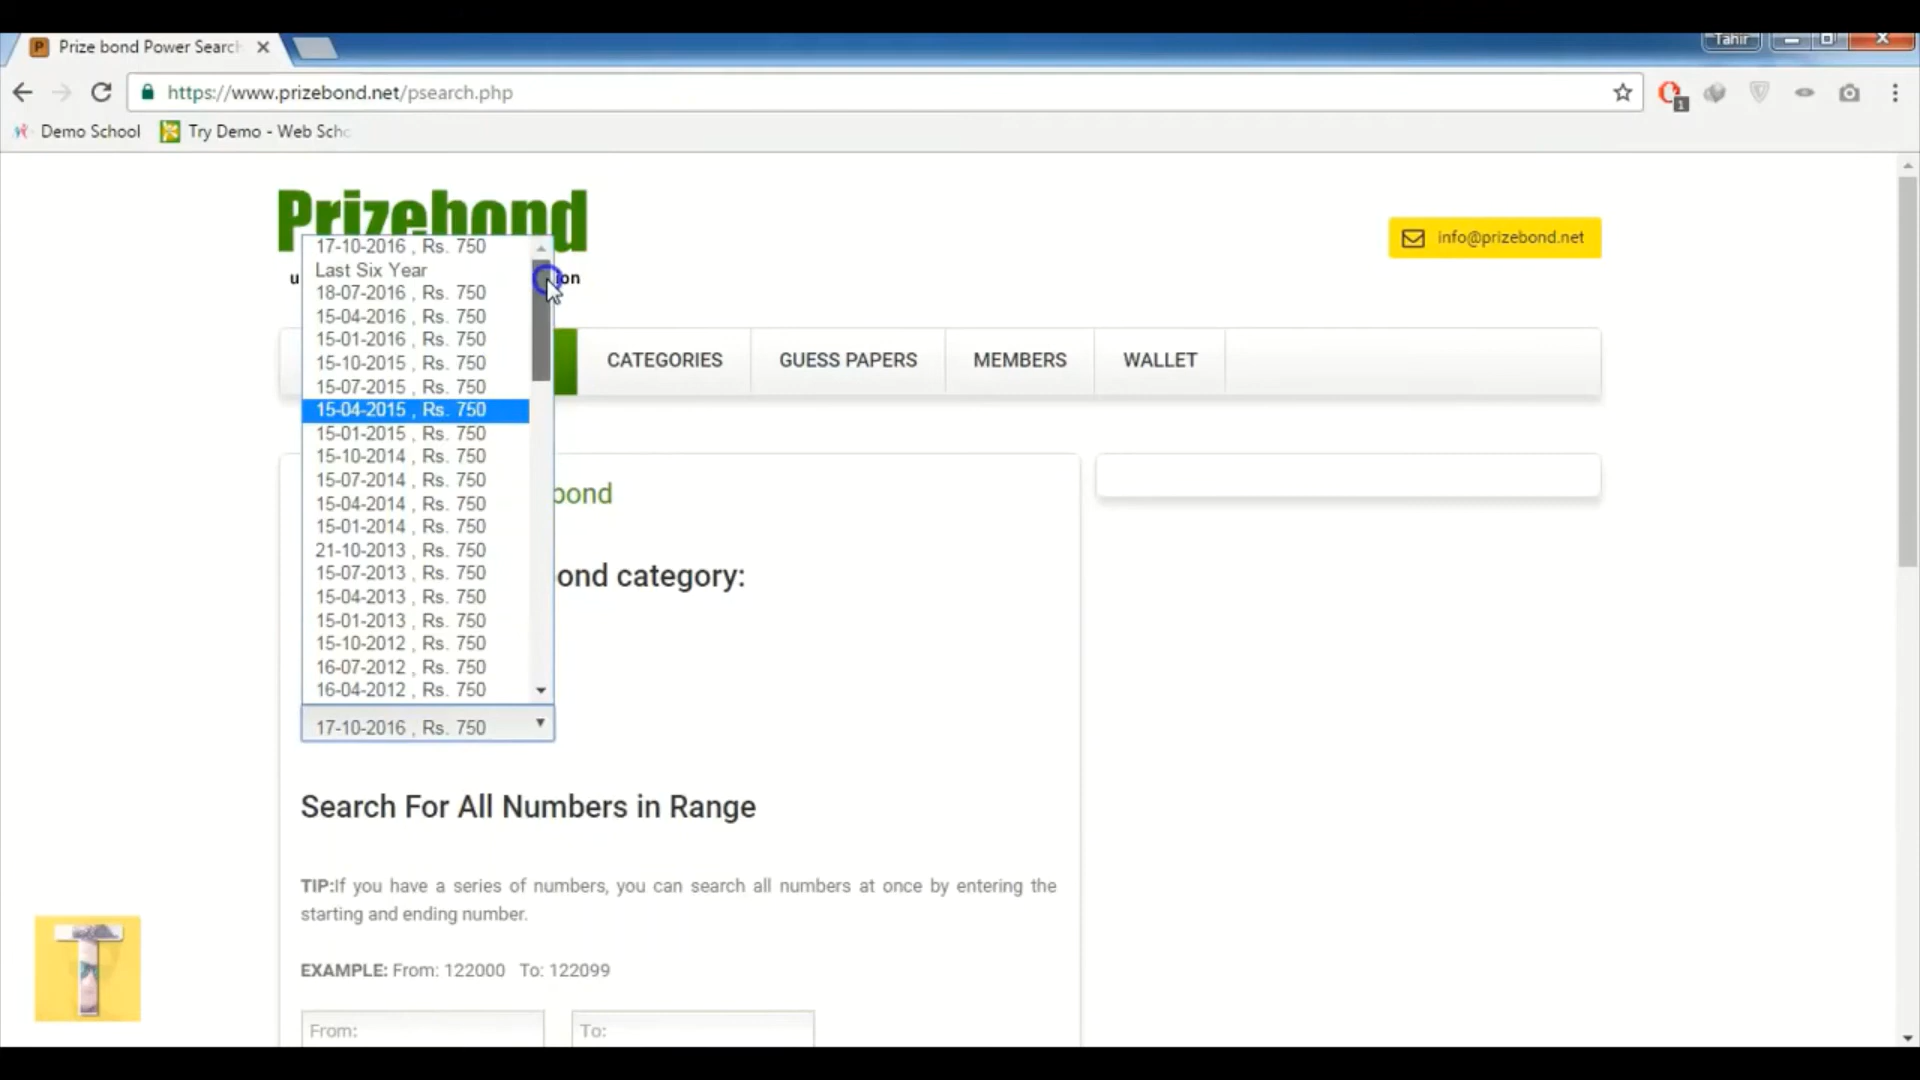 Prize bond Power Search
Tahir
https://www.prizebond.net/psearch.php
1
Demo School
Try Demo - Web Scho
Prizebond
info@prizebond.net
17-10-2016 , Rs. 750
Last Six Year
u
ion
18-07-2016 , Rs. 750
15-04-2016 , Rs. 750
15-01-2016 , Rs. 750
15-10-2015 , Rs. 750
15-07-2015 , Rs. 750
15-04-2015 , Rs. 750
15-01-2015 , Rs. 750
15-10-2014 , Rs. 750
15-07-2014 , Rs. 750
15-04-2014 , Rs. 750
15-01-2014 , Rs. 750
21-10-2013 , Rs. 750
15-07-2013 , Rs. 750
15-04-2013 , Rs. 750
15-01-2013 , Rs. 750
15-10-2012 , Rs. 750
16-07-2012 , Rs. 750
16-04-2012 , Rs. 750
17-10-2016 , Rs. 750
CATEGORIES GUESS PAPERS MEMBERS WALLET
bond
ond category:
Search For All Numbers in Range
TIP:If you have a series of numbers, you can search all numbers at once by entering the
starting and ending number.
EXAMPLE: From: 122000 To: 122099
From: To:
T